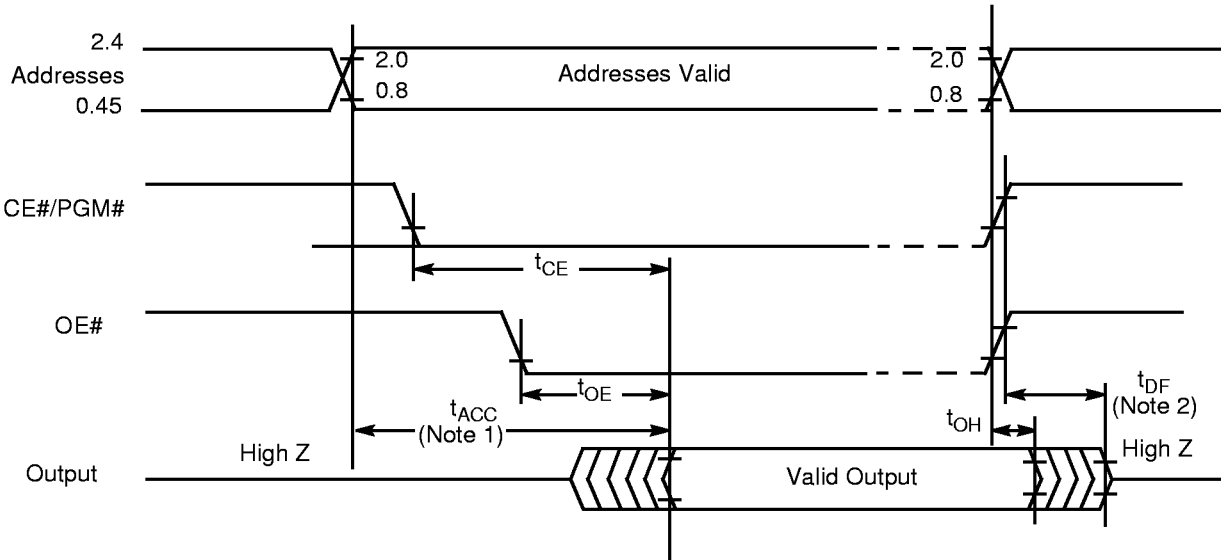 2.4
Addresses
0.45
2.0
0.8
Addresses Valid
2.0
0.8
CE#/PGM#
tCE
OE#
tOE
tACC
(Note 1)
tDF
(Note 2)
tOH
High Z
High Z
Output
Valid Output